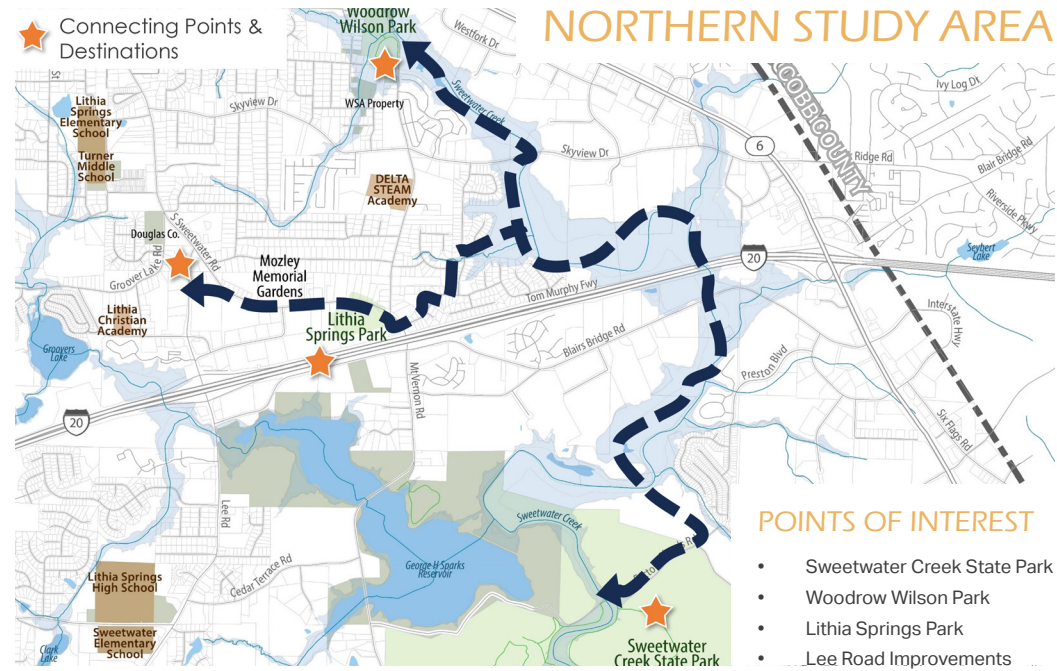 NORTHERN STUDY AREA
Connecting Points &
Destinations
Woodrow
Wilson Park
Westfork Dr
WSA Property
Sweetwater Creek
COBB COUNTY
Ivy Log Dr
Skyview Dr
Lithia
Springs
Elementary
School
Turner
Middle
School
DELTA
STEAM
Academy
Skyview Dr
6
Ridge Rd
Blair Bridge Rd
Riverside Pkwy
Douglas Co.
S Sweetwater Rd
Groover Lake Rd
Mozley
Memorial
Gardens
20
Seybert
Lake
Tom Murphy Fwy
Lithia
Christian
Academy
Lithia
Springs Park
Groovers
Lake
Blairs Bridge Rd
Interstate Hwy
Preston Blvd
Mt Vernon Rd
20
Six Flags Rd
Lee Rd
Sweetwater Creek
George H Sparks
Reservoir
Cedar Terrace Rd
Lithia Springs
High School
Sweetwater
Elementary
School
Clark
Lake
Sweetwater
Creek State Park
POINTS OF INTEREST
• Sweetwater Creek State Park
• Woodrow Wilson Park
• Lithia Springs Park
• Lee Road Improvements